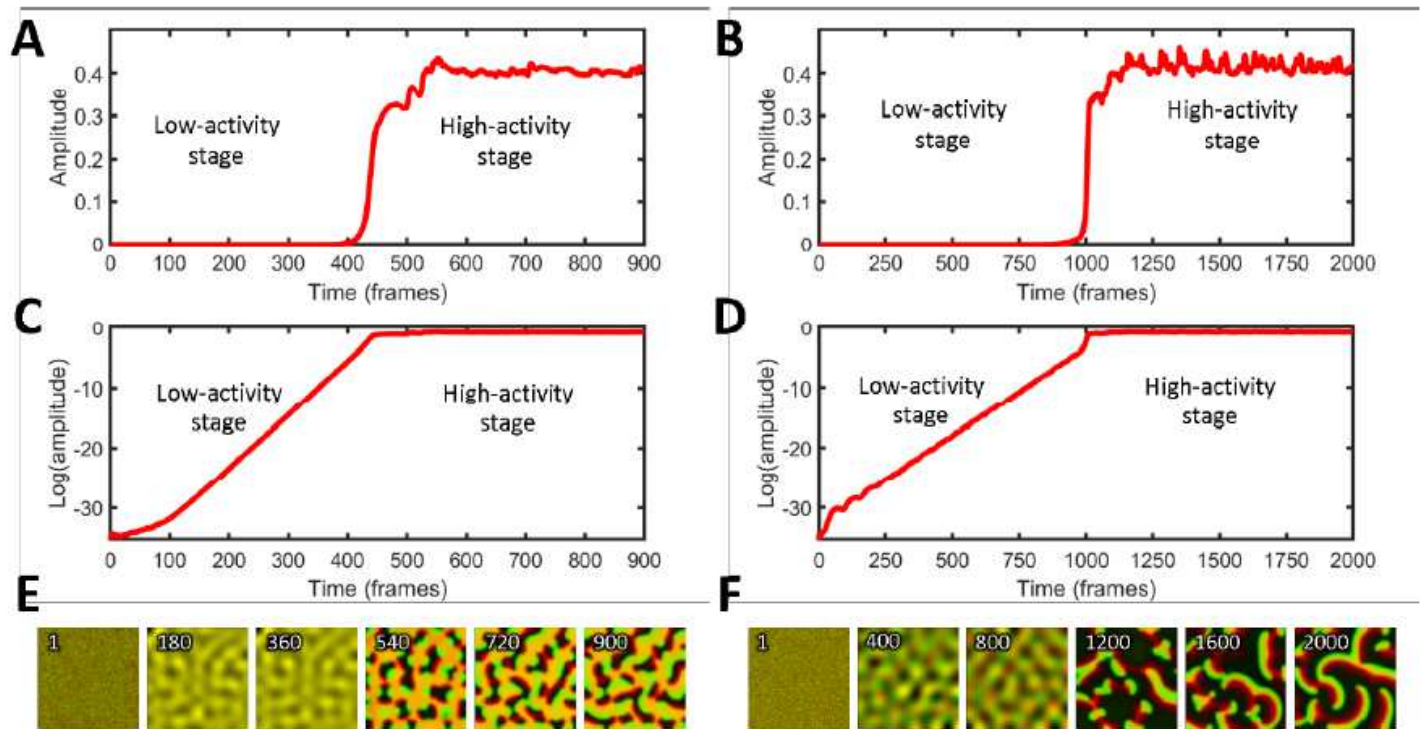 A
B
0.4
0.3
0.2
0.1
0
Amplitude
Low-activity
stage
High-activity
stage
0 100 200 300 400 500 600 700 800 900
Time (frames)
0.4
0.3
0.2
0.1
0
Amplitude
Low-activity
stage
High-activity
stage
0 250 500 750 1000 1250 1500 1750 2000
Time (frames)
C
D
0
-10
-20
-30
Log(amplitude)
Low-activity
stage
High-activity
stage
0 100 200 300 400 500 600 700 800 900
Time (frames)
0
-10
-20
-30
Log(amplitude)
Low-activity
stage
High-activity
stage
0 250 500 750 1000 1250 1500 1750 2000
Time (frames)
E
F
1 180 360 540 720 900
1 400 800 1200 1600 2000